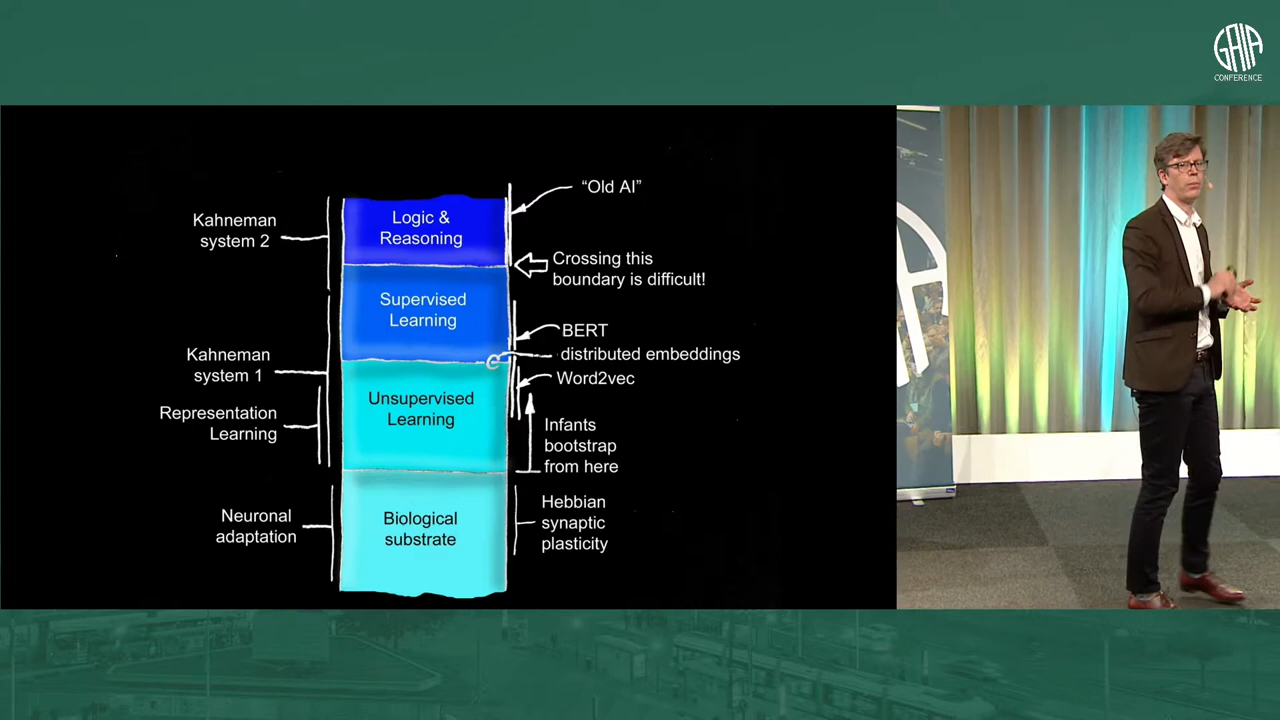 GAIA
CONFERENCE
"Old AI"
Kahneman
system 2
Logic &
Reasoning
Crossing this
boundary is difficult!
Supervised
Learning
BERT
distributed embeddings
Word2vec
Kahneman
system 1
Unsupervised
Learning
Representation
Learning
Infants
bootstrap
from here
Neuronal
adaptation
Biological
substrate
Hebbian
synaptic
plasticity